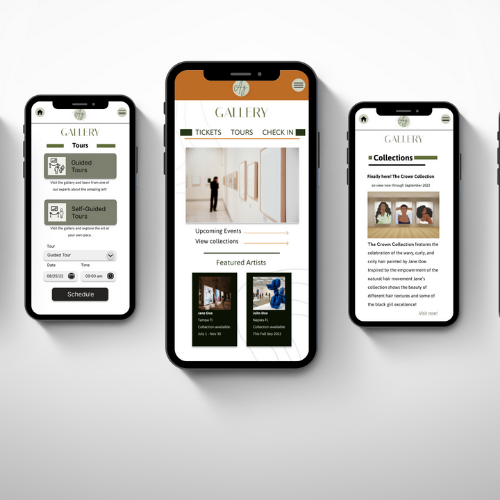 GALLERY
Tours
Guided
Tours
Visit the gallery and learn from one of
our experts about the amazing art!
Self-Guided
Tours
Visit the gallery and explore the art at
your own pace.
Tour
Guided Tour
Date
Time
08/25/22
00:00 am
Schedule
GALLERY
TICKETS TOURS CHECK IN
Upcoming Events
View collections
Featured Artists
Jane Doe
Tampa FL
Collection available
July 1 - Nov 30
John Doe
Naples FL
Collection available
This Fall Sep 2022
GALLERY
Collections
Finally here! The Crown Collection
on view now through September 2022
The Crown Collection features the
celebration of the wavy, curly, and
coily hair painted by Jane Doe.
Inspired by the empowerment of the
natural hair movement Jane's
collection shows the beauty of
different hair textures and some of
the black girl excellence!
Visit now!